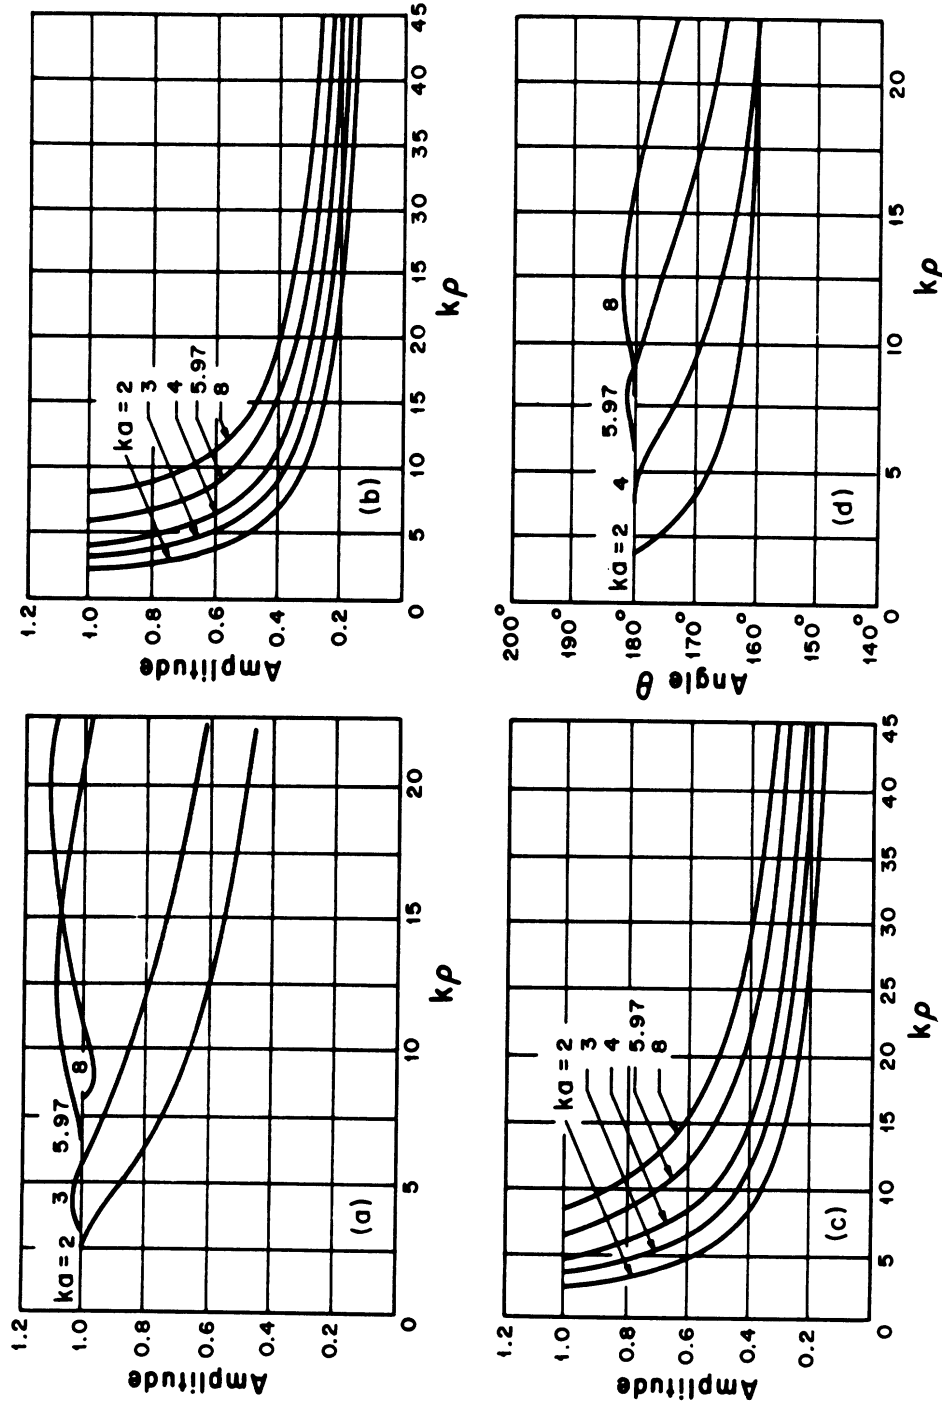 Amplitude
1.2
1.0
0.8
0.6
0.4
0.2
0 5 10 15 20
kρ
ka = 2
3
5.97
8
(a)
Amplitude
1.2
1.0
0.8
0.6
0.4
0.2
0 5 10 15 20 15 30 35 40 45
kρ
ka = 2
3
4
5.97
8
(b)
Amplitude
1.2
1.0
0.8
0.6
0.4
0.2
0 5 10 15 20 25 30 35 40 45
kρ
ka = 2
3
4
5.97
8
(c)
Angle θ
200°
190°
180°
170°
160°
150°
140°
0 5 10 15 20
kρ
ka = 2
4
5.97
8
(d)